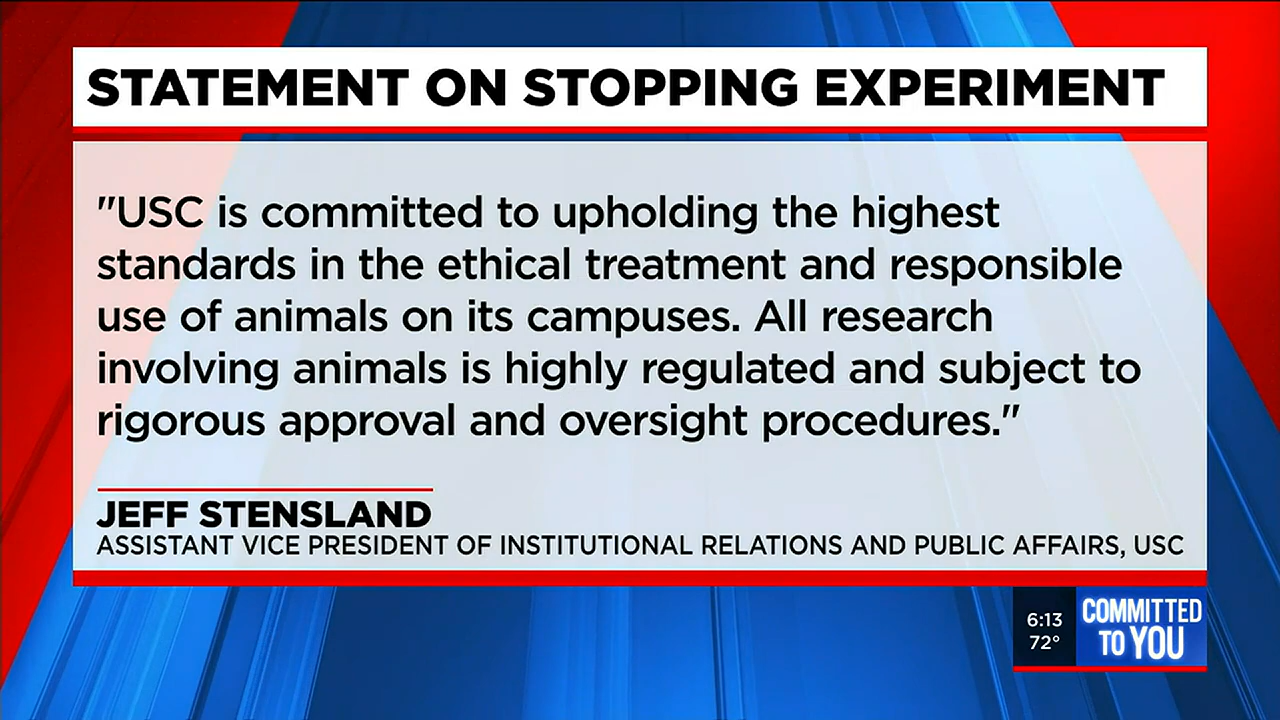 STATEMENT ON STOPPING EXPERIMENT
"USC is committed to upholding the highest
standards in the ethical treatment and responsible
use of animals on its campuses. All research
involving animals is highly regulated and subject to
rigorous approval and oversight procedures."
JEFF STENSLAND
ASSISTANT VICE PRESIDENT OF INSTITUTIONAL RELATIONS AND PUBLIC AFFAIRS, USC
6:13
72°
COMMITTED
TO YOU